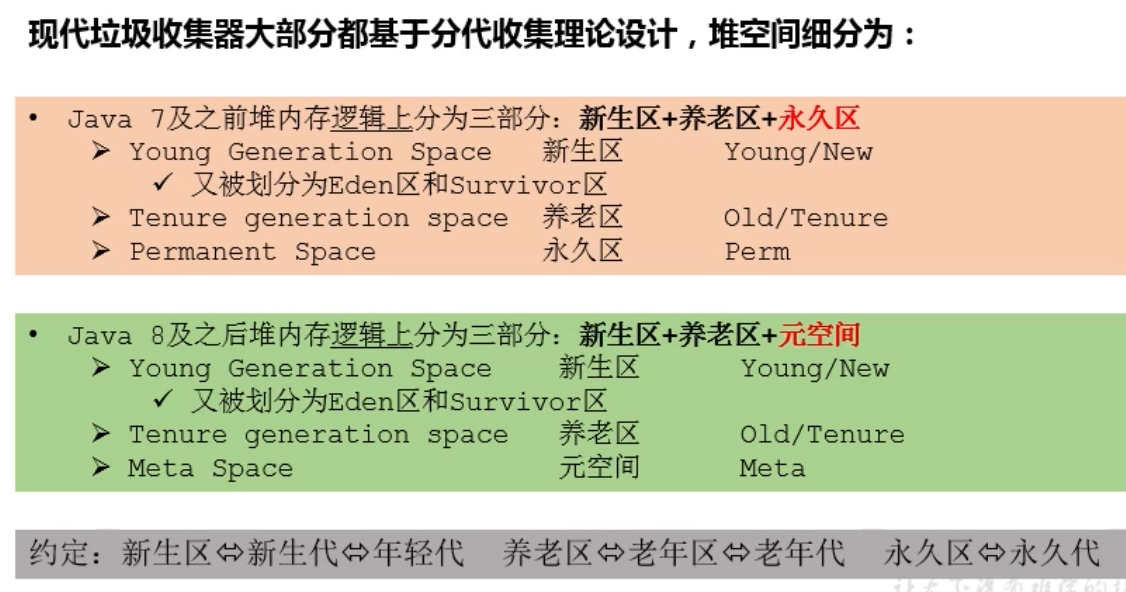 现代垃圾收集器大部分都基于分代收集理论设计，堆空间细分为：
• Java 7及之前堆内存逻辑上分为三部分：新生区+养老区+永久区
➢ Young Generation Space 新生区 Young/New
✓ 又被划分为Eden区和Survivor区
➢ Tenure generation space 养老区 Old/Tenure
➢ Permanent Space 永久区 Perm
• Java 8及之后堆内存逻辑上分为三部分：新生区+养老区+元空间
➢ Young Generation Space 新生区 Young/New
✓ 又被划分为Eden区和Survivor区
➢ Tenure generation space 养老区 Old/Tenure
➢ Meta Space 元空间 Meta
约定：新生区⇔新生代⇔年轻代 养老区⇔老年区⇔老年代 永久区⇔永久代